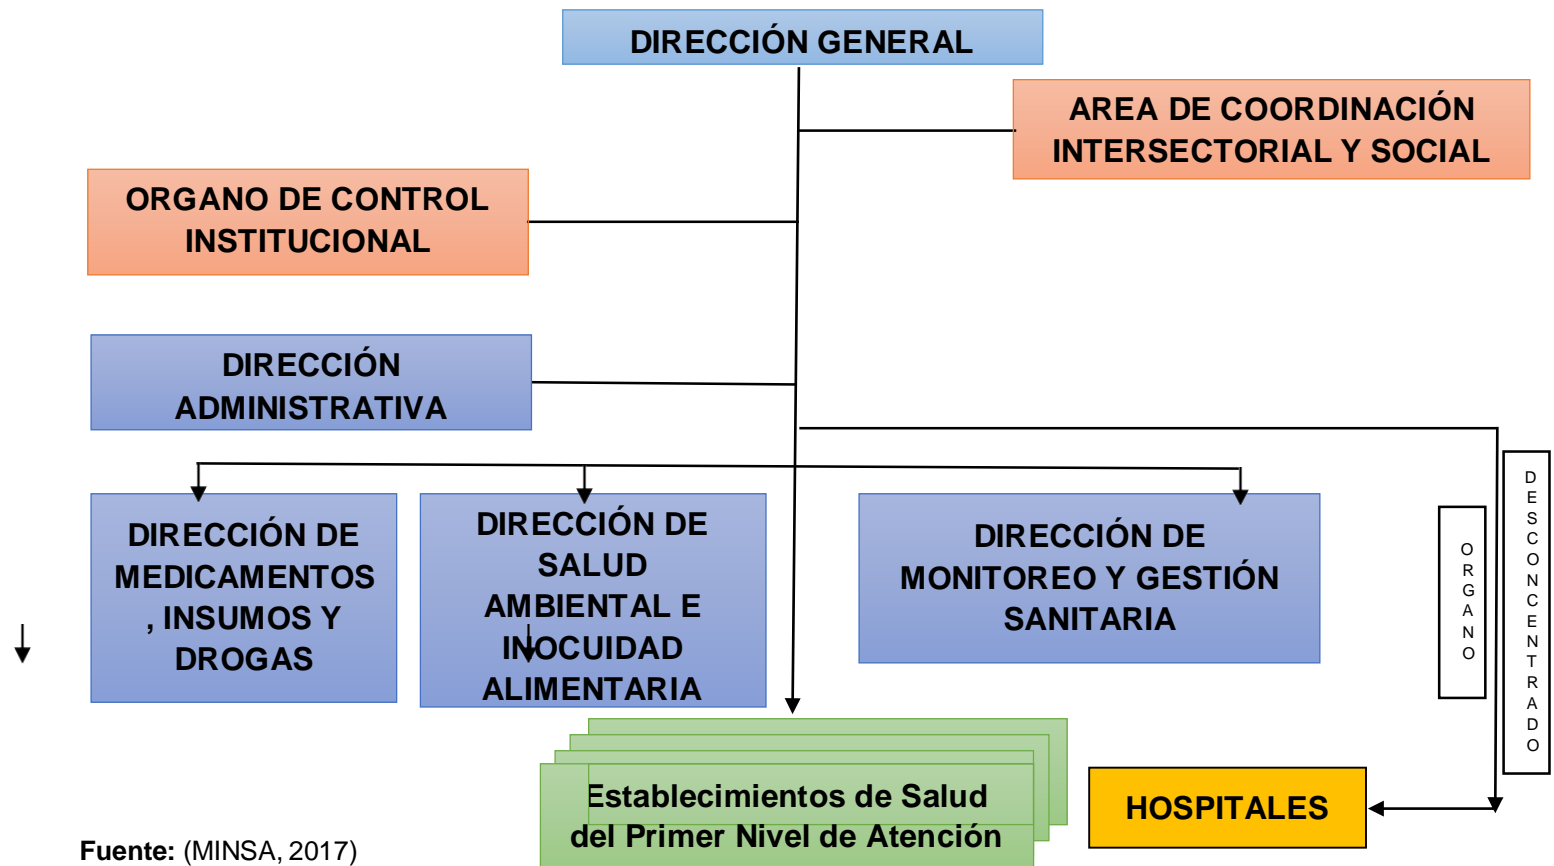 DIRECCIÓN GENERAL
AREA DE COORDINACIÓN
INTERSECTORIAL Y SOCIAL
ORGANO DE CONTROL
INSTITUCIONAL
DIRECCIÓN
ADMINISTRATIVA
DIRECCIÓN DE
MEDICAMENTOS
, INSUMOS Y
DROGAS
DIRECCIÓN DE
SALUD
AMBIENTAL E
INOCUIDAD
ALIMENTARIA
DIRECCIÓN DE
MONITOREO Y GESTIÓN
SANITARIA
ORGANO
DESCONCENTRADO
Establecimientos de Salud
del Primer Nivel de Atención
HOSPITALES
Fuente: (MINSA, 2017)